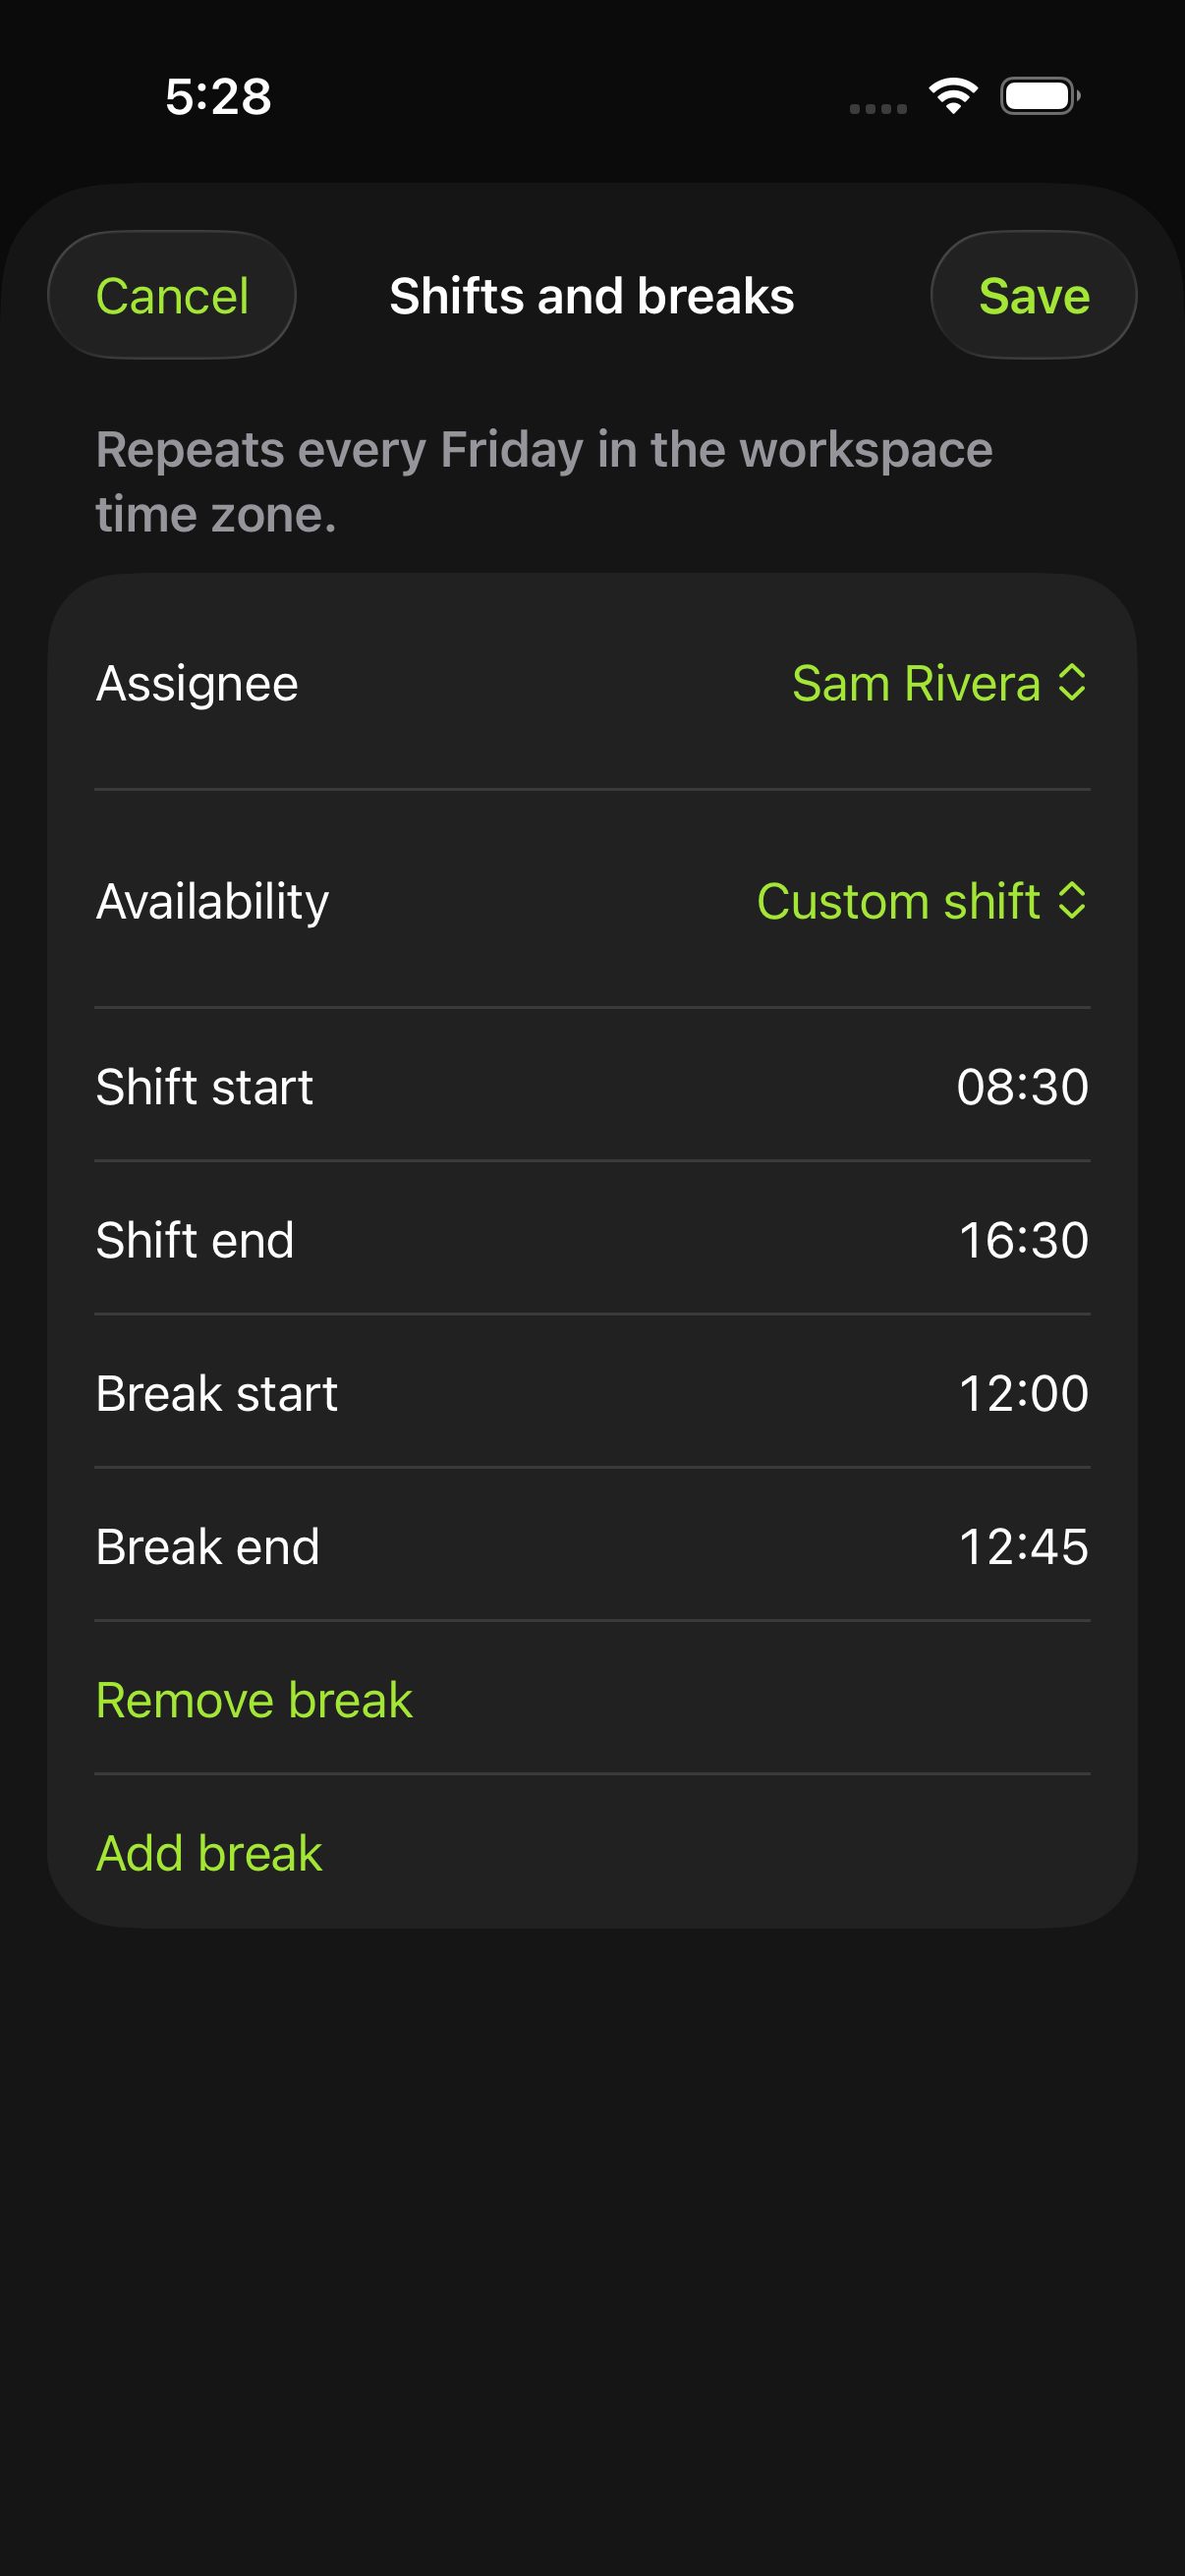 5:28
Cancel
Shifts and breaks
Save
Repeats every Friday in the workspace
time zone.
Assignee
Sam Rivera
Availability
Custom shift
Shift start
08:30
Shift end
16:30
Break start
12:00
Break end
12:45
Remove break
Add break